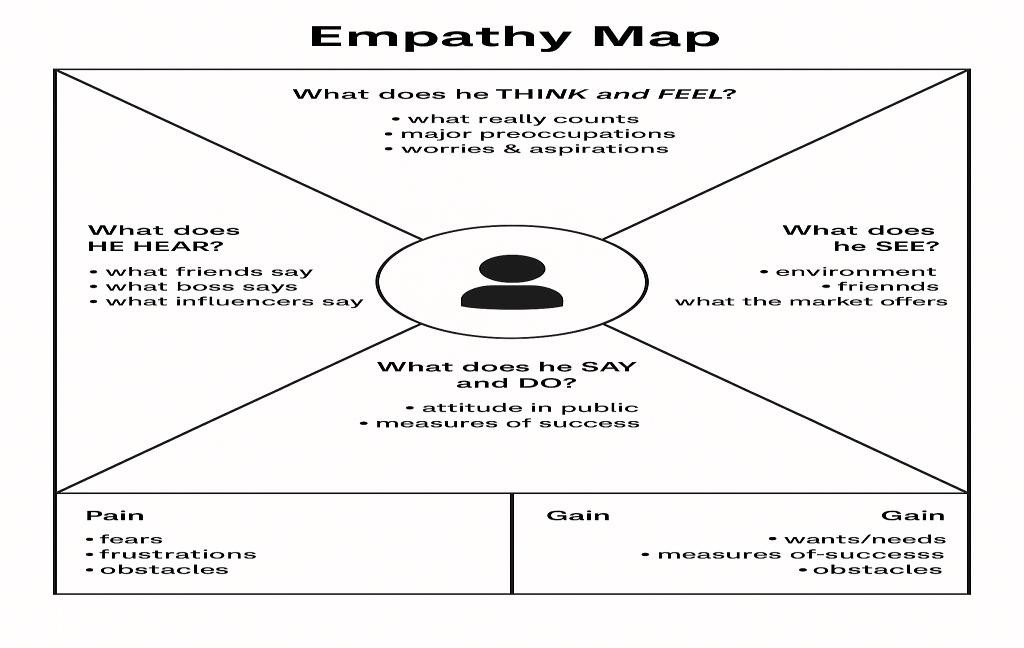 Empathy Map
What does he THINK and FEEL?
• what really counts
• major preoccupations
• worries & aspirations
What does
HE HEAR?
• what friends say
• what boss says
• what influencers say
What does
he SEE?
• environment
• friennds
what the market offers
What does he SAY
and DO?
• attitude in public
• measures of success
Pain
• fears
• frustrations
• obstacles
Gain
Gain
• wants/needs
• measures of-successs
• obstacles